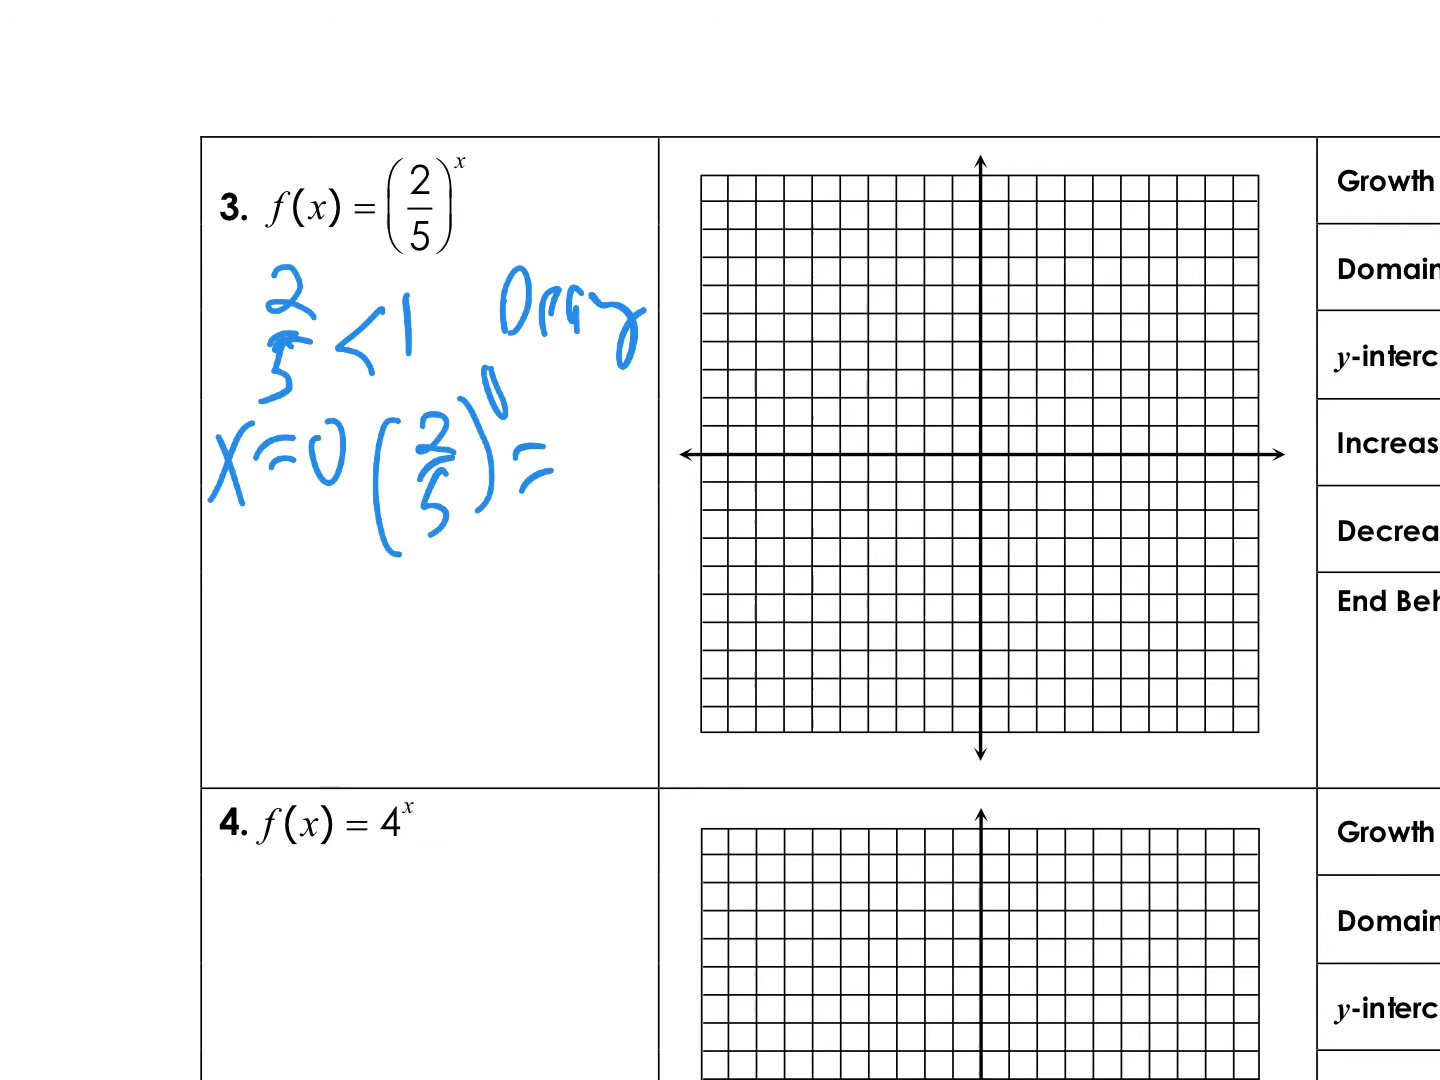 3. f(x) = (2/5)^x
2/5 < 1
x = 0 (2/5)^0 =
4. f(x) = 4^x
Growth
Domain
y-interc
Increas
Decrea
End Beh
Growth
Domain
y-interc